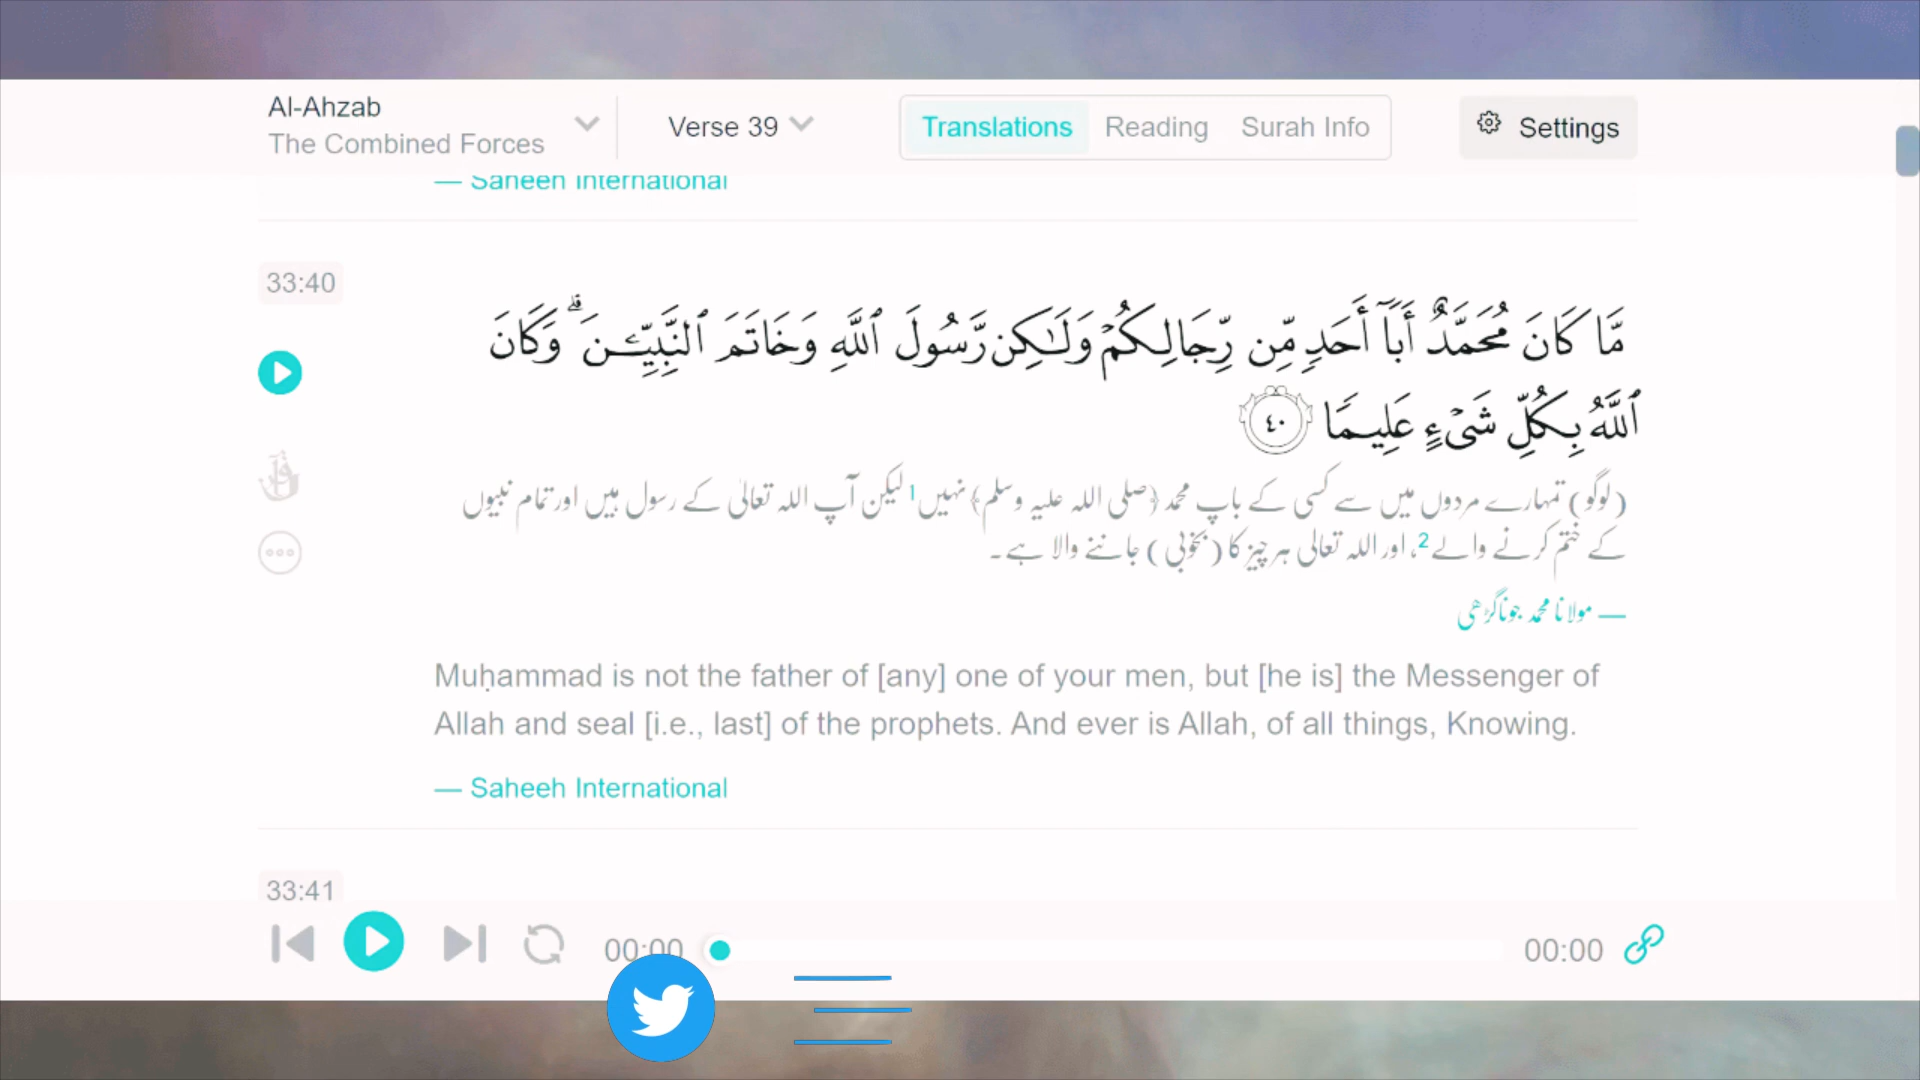 Al-Ahzab
The Combined Forces
Verse 39
Translations Reading Surah Info
Settings
— Saheeh International
33:40
مَّا كَانَ مُحَمَّدٌ أَبَآ أَحَدٍ مِّن رِّجَالِكُمْ وَلَـٰكِن رَّسُولَ ٱللَّهِ وَخَاتَمَ ٱلنَّبِيِّـۧنَ ۗ وَكَانَ
ٱللَّهُ بِكُلِّ شَىْءٍ عَلِيمًا ٤٠
(لوگو) تمہارے مردوں میں سے کسی کے باپ محمد ﴿صلی اللہ علیہ وسلم﴾ نہیں1 لیکن آپ اللہ تعالیٰ کے رسول ہیں اور تمام نبیوں
کے ختم کرنے والے2، اور اللہ تعالی ہر چیز کا (بخوبی) جاننے واﻻ ہے۔
— مولانا محمد جوناگڑھی
Muḥammad is not the father of [any] one of your men, but [he is] the Messenger of
Allah and seal [i.e., last] of the prophets. And ever is Allah, of all things, Knowing.
— Saheeh International
33:41
00:00
00:00